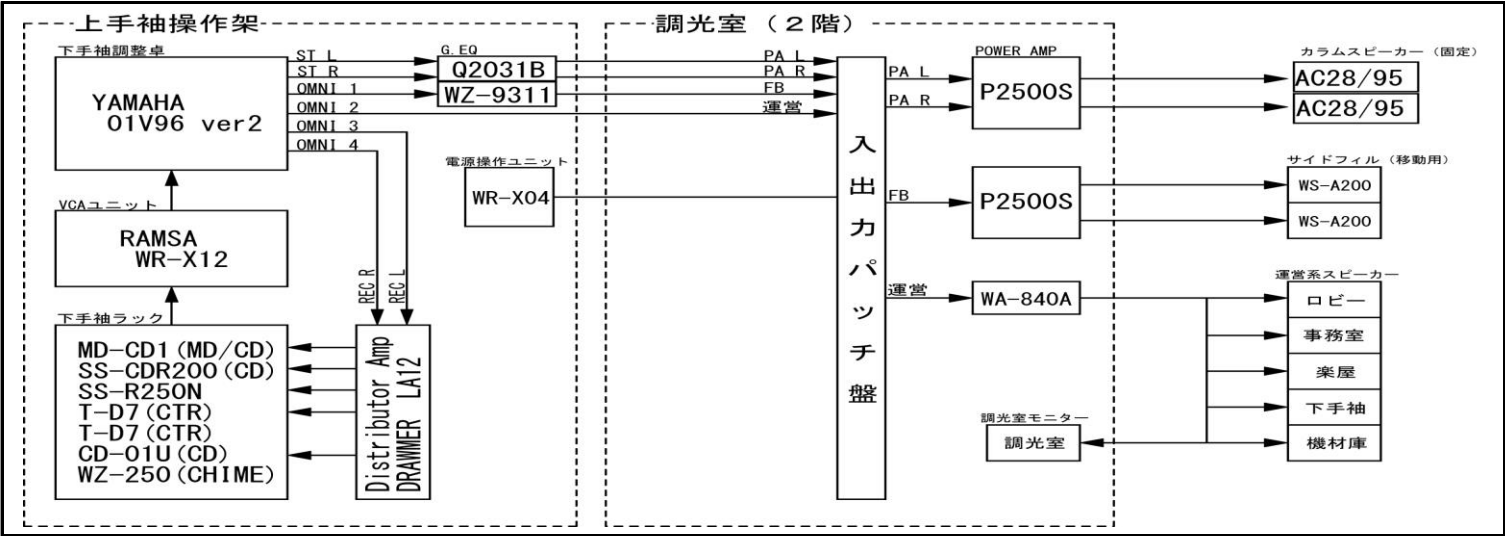 上手袖操作架
下手袖調整卓
YAMAHA
01V96 ver2
ST L
ST R
OMNI 1
OMNI 2
OMNI 3
OMNI 4
G.EQ
Q2031B
WZ-9311
PA L
PA R
FB
運営
電源操作ユニット
WR-X04
VCAユニット
RAMSA
WR-X12
REC R
REC L
下手袖ラック
MD-CD1(MD/CD)
SS-CDR200(CD)
SS-R250N
T-D7(CTR)
T-D7(CTR)
CD-01U(CD)
WZ-250(CHIME)
Distributor Amp
DRAWMER LA12
調光室(2階)
入出力パッチ盤
PA L
PA R
FB
運営
POWER AMP
P2500S
P2500S
WA-840A
調光室モニター
調光室
カラムスピーカー(固定)
AC28/95
AC28/95
サイドフィル(移動用)
WS-A200
WS-A200
運営系スピーカー
ロビー
事務室
楽屋
下手袖
機材庫